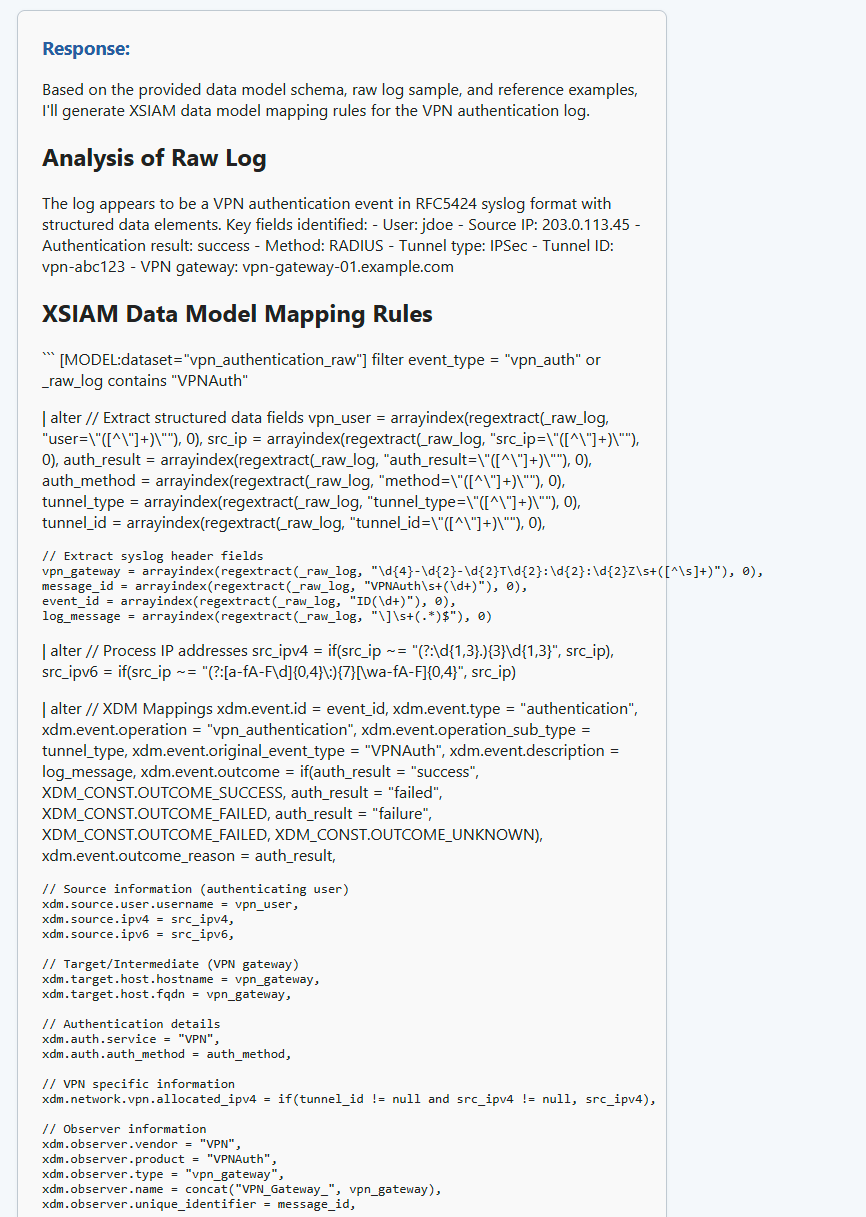 Response:
Based on the provided data model schema, raw log sample, and reference examples,
I'll generate XSIAM data model mapping rules for the VPN authentication log.
Analysis of Raw Log
The log appears to be a VPN authentication event in RFC5424 syslog format with
structured data elements. Key fields identified: - User: jdoe - Source IP: 203.0.113.45 -
Authentication result: success - Method: RADIUS - Tunnel type: IPSec - Tunnel ID:
vpn-abc123 - VPN gateway: vpn-gateway-01.example.com
XSIAM Data Model Mapping Rules
``` [MODEL:dataset="vpn_authentication_raw"] filter event_type = "vpn_auth" or
_raw_log contains "VPNAuth"
| alter // Extract structured data fields vpn_user = arrayindex(regextract(_raw_log,
"user=\"([^\"]+)\""), 0), src_ip = arrayindex(regextract(_raw_log, "src_ip=\"([^\"]+)\""),
0), auth_result = arrayindex(regextract(_raw_log, "auth_result=\"([^\"]+)\""), 0),
auth_method = arrayindex(regextract(_raw_log, "method=\"([^\"]+)\""), 0),
tunnel_type = arrayindex(regextract(_raw_log, "tunnel_type=\"([^\"]+)\""), 0),
tunnel_id = arrayindex(regextract(_raw_log, "tunnel_id=\"([^\"]+)\""), 0),
// Extract syslog header fields
vpn_gateway = arrayindex(regextract(_raw_log, "\d{4}-\d{2}-\d{2}T\d{2}:\d{2}:\d{2}Z\s+([^\s]+)"), 0),
message_id = arrayindex(regextract(_raw_log, "VPNAuth\s+(\d+)"), 0),
event_id = arrayindex(regextract(_raw_log, "ID(\d+)"), 0),
log_message = arrayindex(regextract(_raw_log, "\]\s+(.*)$"), 0)
| alter // Process IP addresses src_ipv4 = if(src_ip ~= "(?:\d{1,3}.){3}\d{1,3}", src_ip),
src_ipv6 = if(src_ip ~= "(?:[a-fA-F\d]{0,4}\:){7}[\wa-fA-F]{0,4}", src_ip)
| alter // XDM Mappings xdm.event.id = event_id, xdm.event.type = "authentication",
xdm.event.operation = "vpn_authentication", xdm.event.operation_sub_type =
tunnel_type, xdm.event.original_event_type = "VPNAuth", xdm.event.description =
log_message, xdm.event.outcome = if(auth_result = "success",
XDM_CONST.OUTCOME_SUCCESS, auth_result = "failed",
XDM_CONST.OUTCOME_FAILED, auth_result = "failure",
XDM_CONST.OUTCOME_FAILED, XDM_CONST.OUTCOME_UNKNOWN),
xdm.event.outcome_reason = auth_result,
// Source information (authenticating user)
xdm.source.user.username = vpn_user,
xdm.source.ipv4 = src_ipv4,
xdm.source.ipv6 = src_ipv6,
// Target/Intermediate (VPN gateway)
xdm.target.host.hostname = vpn_gateway,
xdm.target.host.fqdn = vpn_gateway,
// Authentication details
xdm.auth.service = "VPN",
xdm.auth.auth_method = auth_method,
// VPN specific information
xdm.network.vpn.allocated_ipv4 = if(tunnel_id != null and src_ipv4 != null, src_ipv4),
// Observer information
xdm.observer.vendor = "VPN",
xdm.observer.product = "VPNAuth",
xdm.observer.type = "vpn_gateway",
xdm.observer.name = concat("VPN_Gateway_", vpn_gateway),
xdm.observer.unique_identifier = message_id,